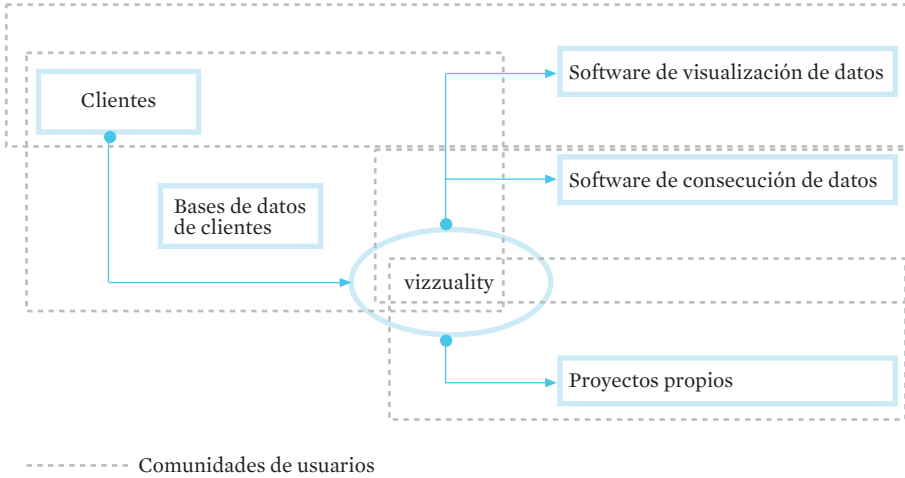 Software de visualización de datos
Clientes
Software de consecución de datos
Bases de datos
de clientes
vizzuality
Proyectos propios
Comunidades de usuarios